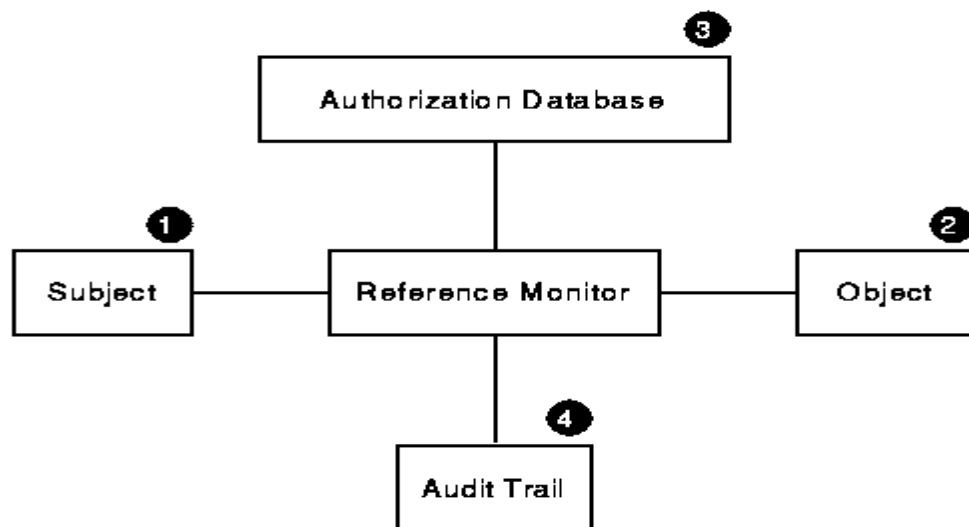 3
Authorization Database
1
2
Subject
Reference Monitor
Object
4
Audit Trail